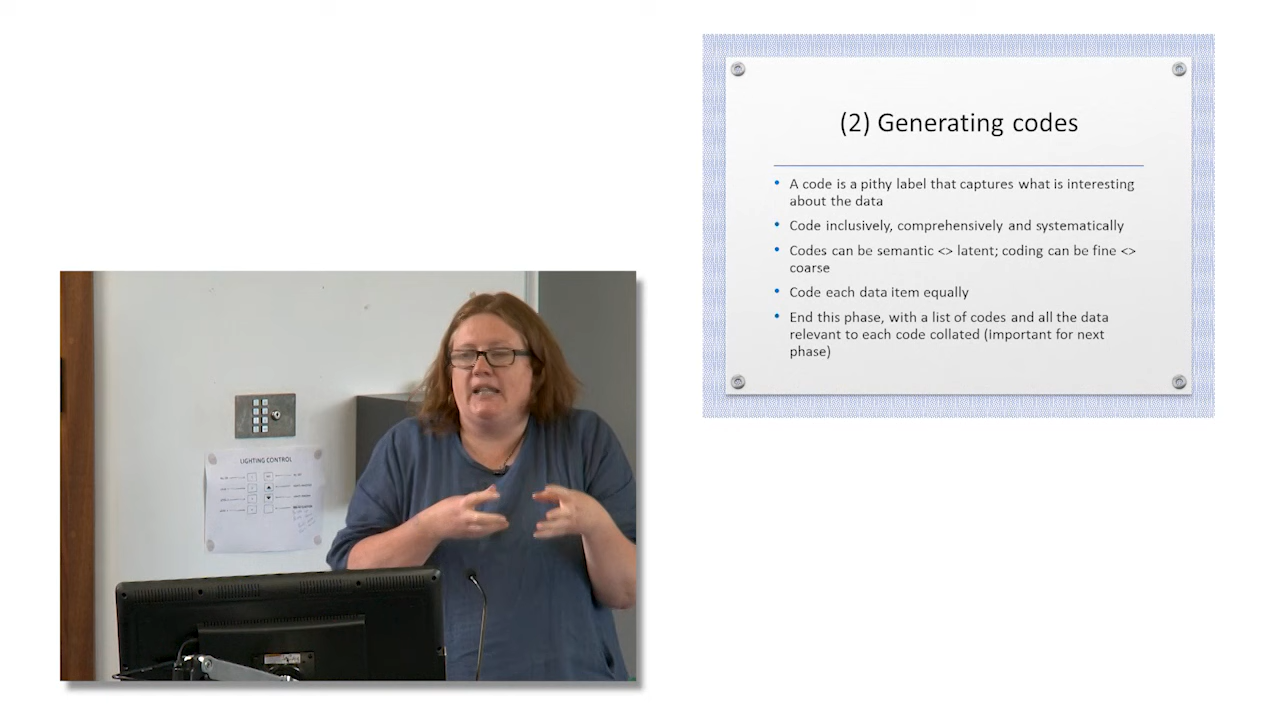 (2) Generating codes
• A code is a pithy label that captures what is interesting
about the data
• Code inclusively, comprehensively and systematically
• Codes can be semantic <> latent; coding can be fine <>
coarse
• Code each data item equally
• End this phase, with a list of codes and all the data
relevant to each code collated (important for next
phase)
LIGHTING CONTROL